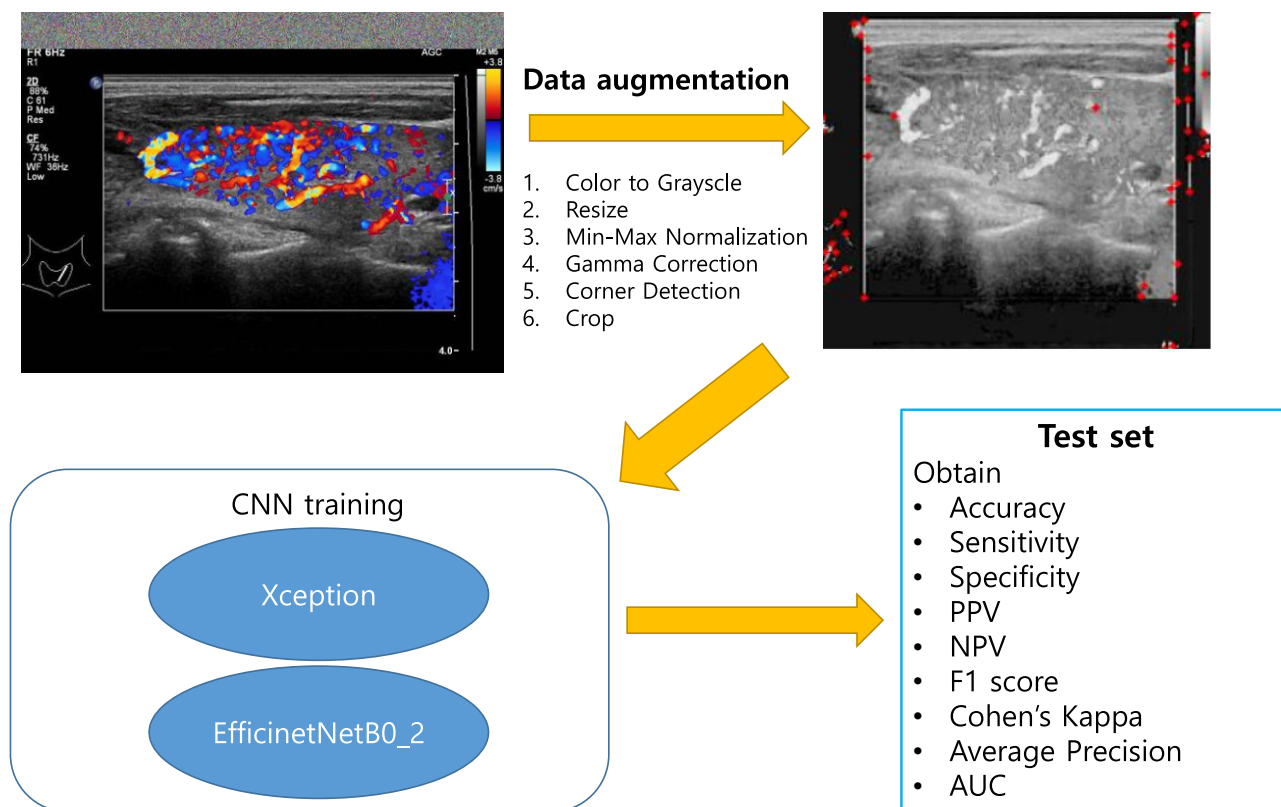 FR 6Hz
R1
2D
88%
C 61
P Med
Res
CF
74%
731Hz
WF 36Hz
Low
AGC
M2 M5
+3.8
-3.8
cm/s
x
4.0
Data augmentation
1. Color to Grayscle
2. Resize
3. Min-Max Normalization
4. Gamma Correction
5. Corner Detection
6. Crop
CNN training
Xception
EfficinetNetB0_2
Test set
Obtain
• Accuracy
• Sensitivity
• Specificity
• PPV
• NPV
• F1 score
• Cohen's Kappa
• Average Precision
• AUC